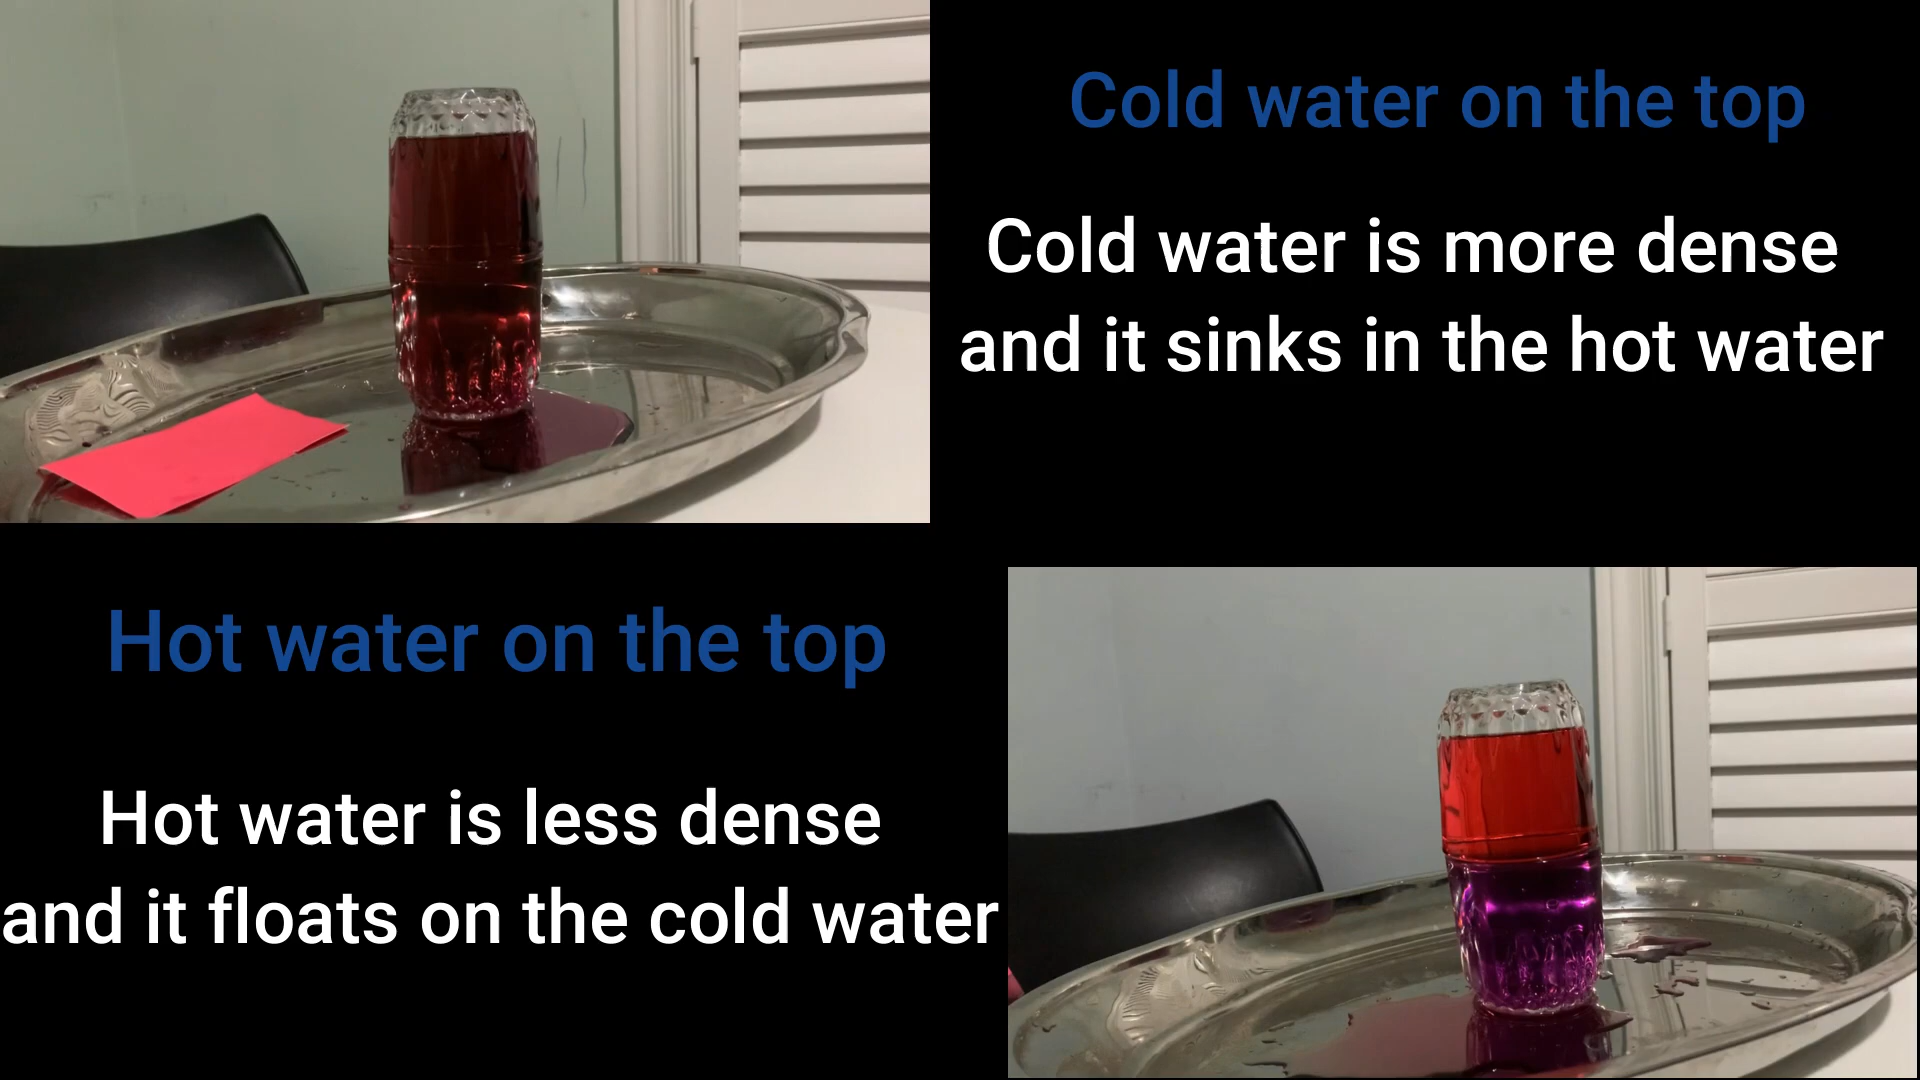 Cold water on the top
Cold water is more dense
and it sinks in the hot water
Hot water on the top
Hot water is less dense
and it floats on the cold water